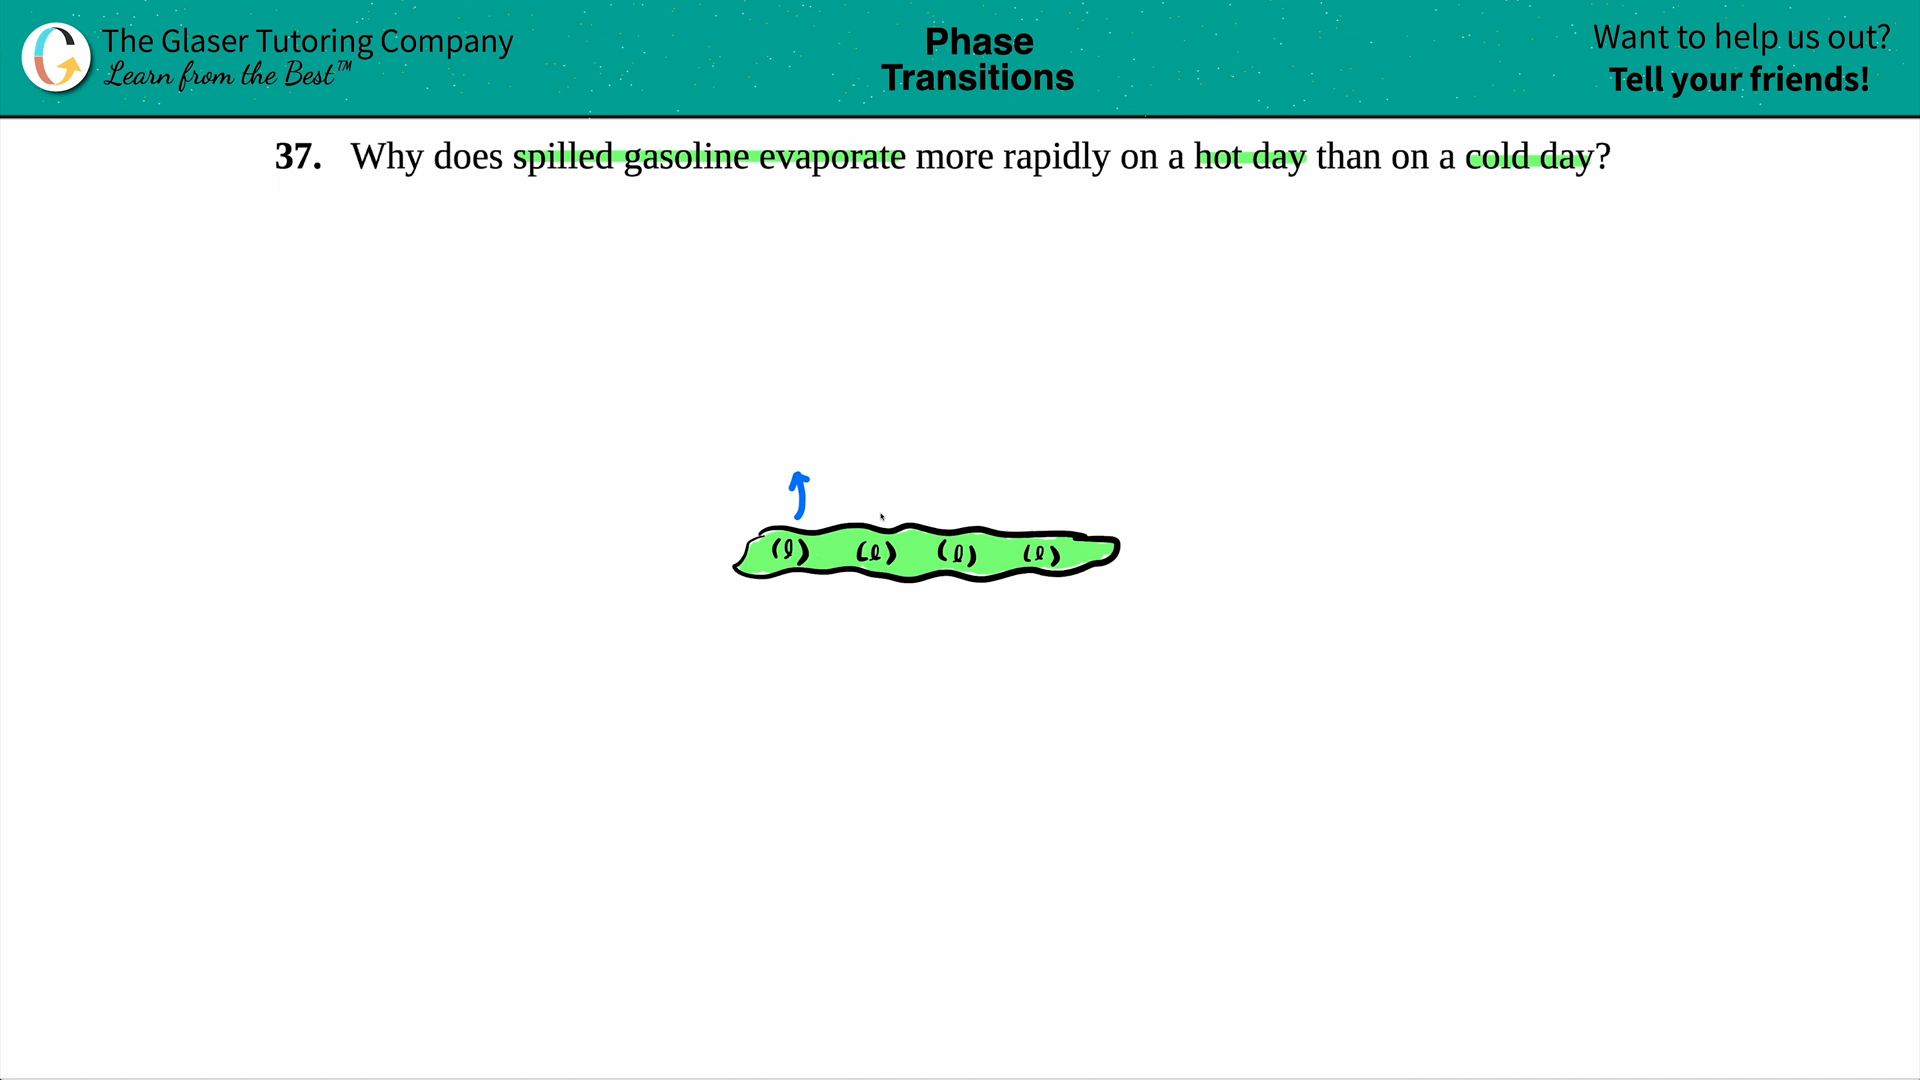 The Glaser Tutoring Company
Learn from the Best™
Phase
Transitions
Want to help us out?
Tell your friends!
37. Why does spilled gasoline evaporate more rapidly on a hot day than on a cold day?
(l) (l) (l) (l)